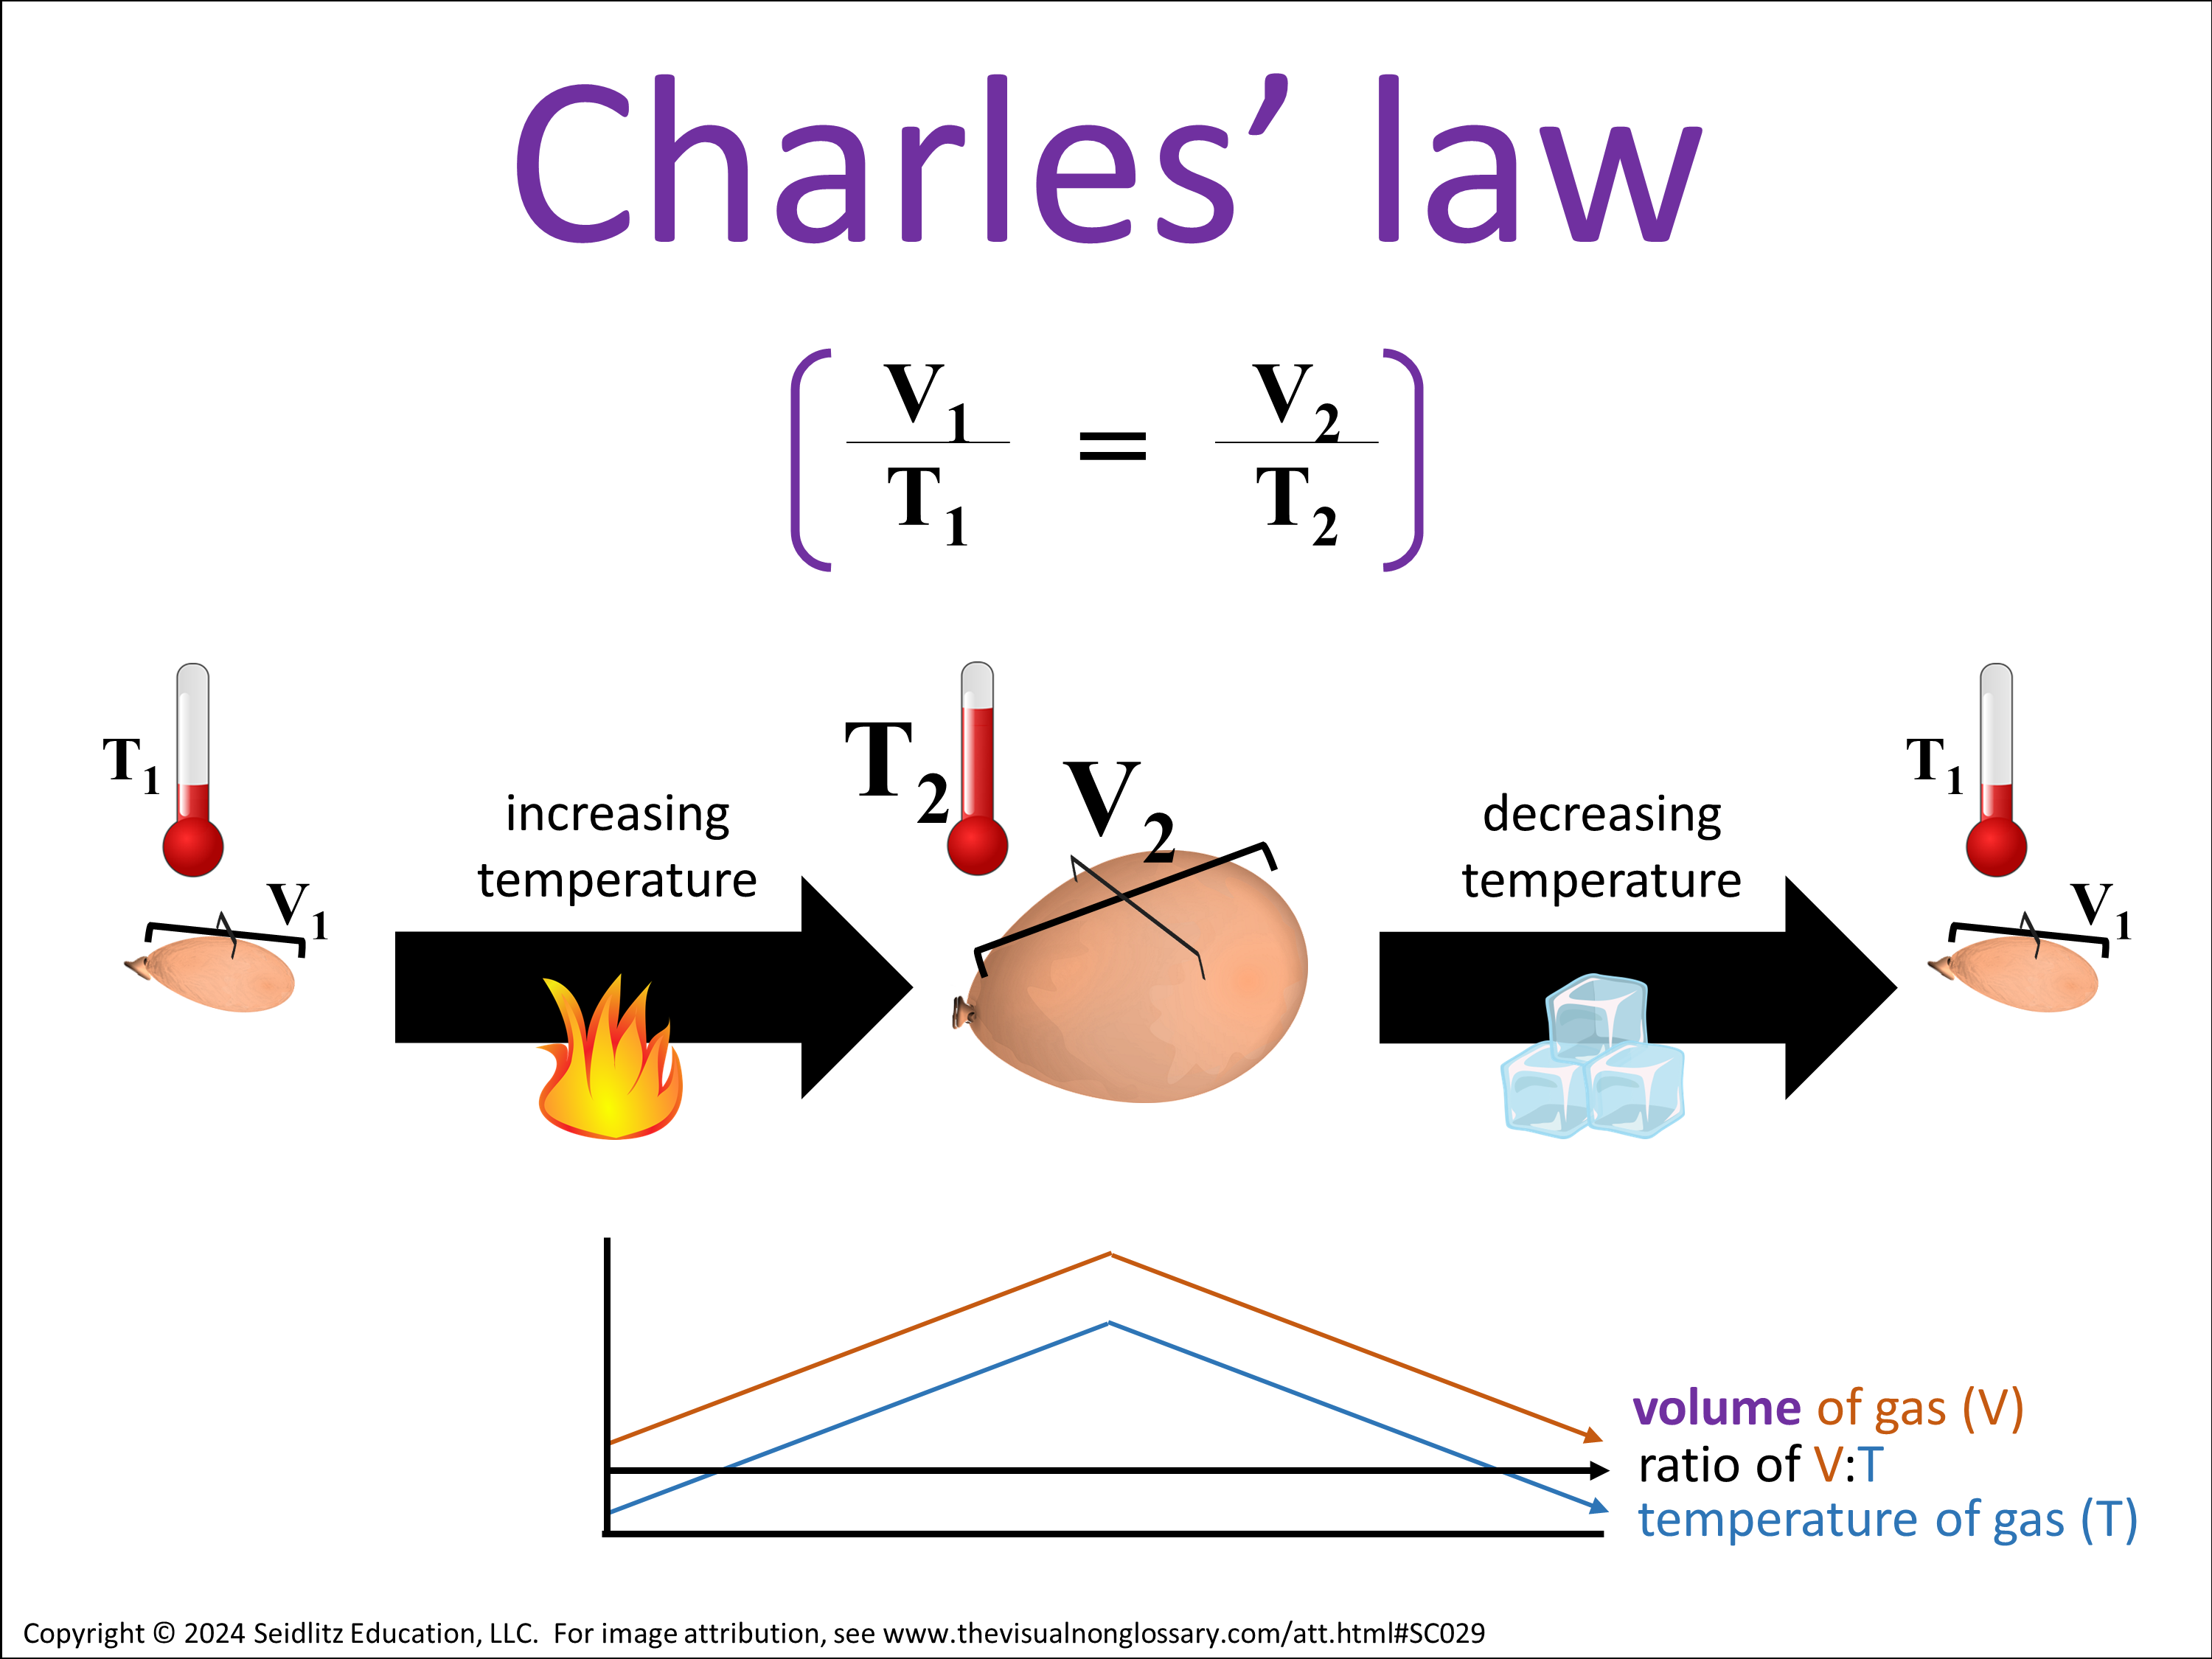 Charles’ law
V1 = V2
T1 T2
T1
V1
increasing
temperature
T2
V2
decreasing
temperature
T1
V1
volume of gas (V)
ratio of V:T
temperature of gas (T)
Copyright © 2024 Seidlitz Education, LLC.  For image attribution, see www.thevisualnonglossary.com/att.html#SC029